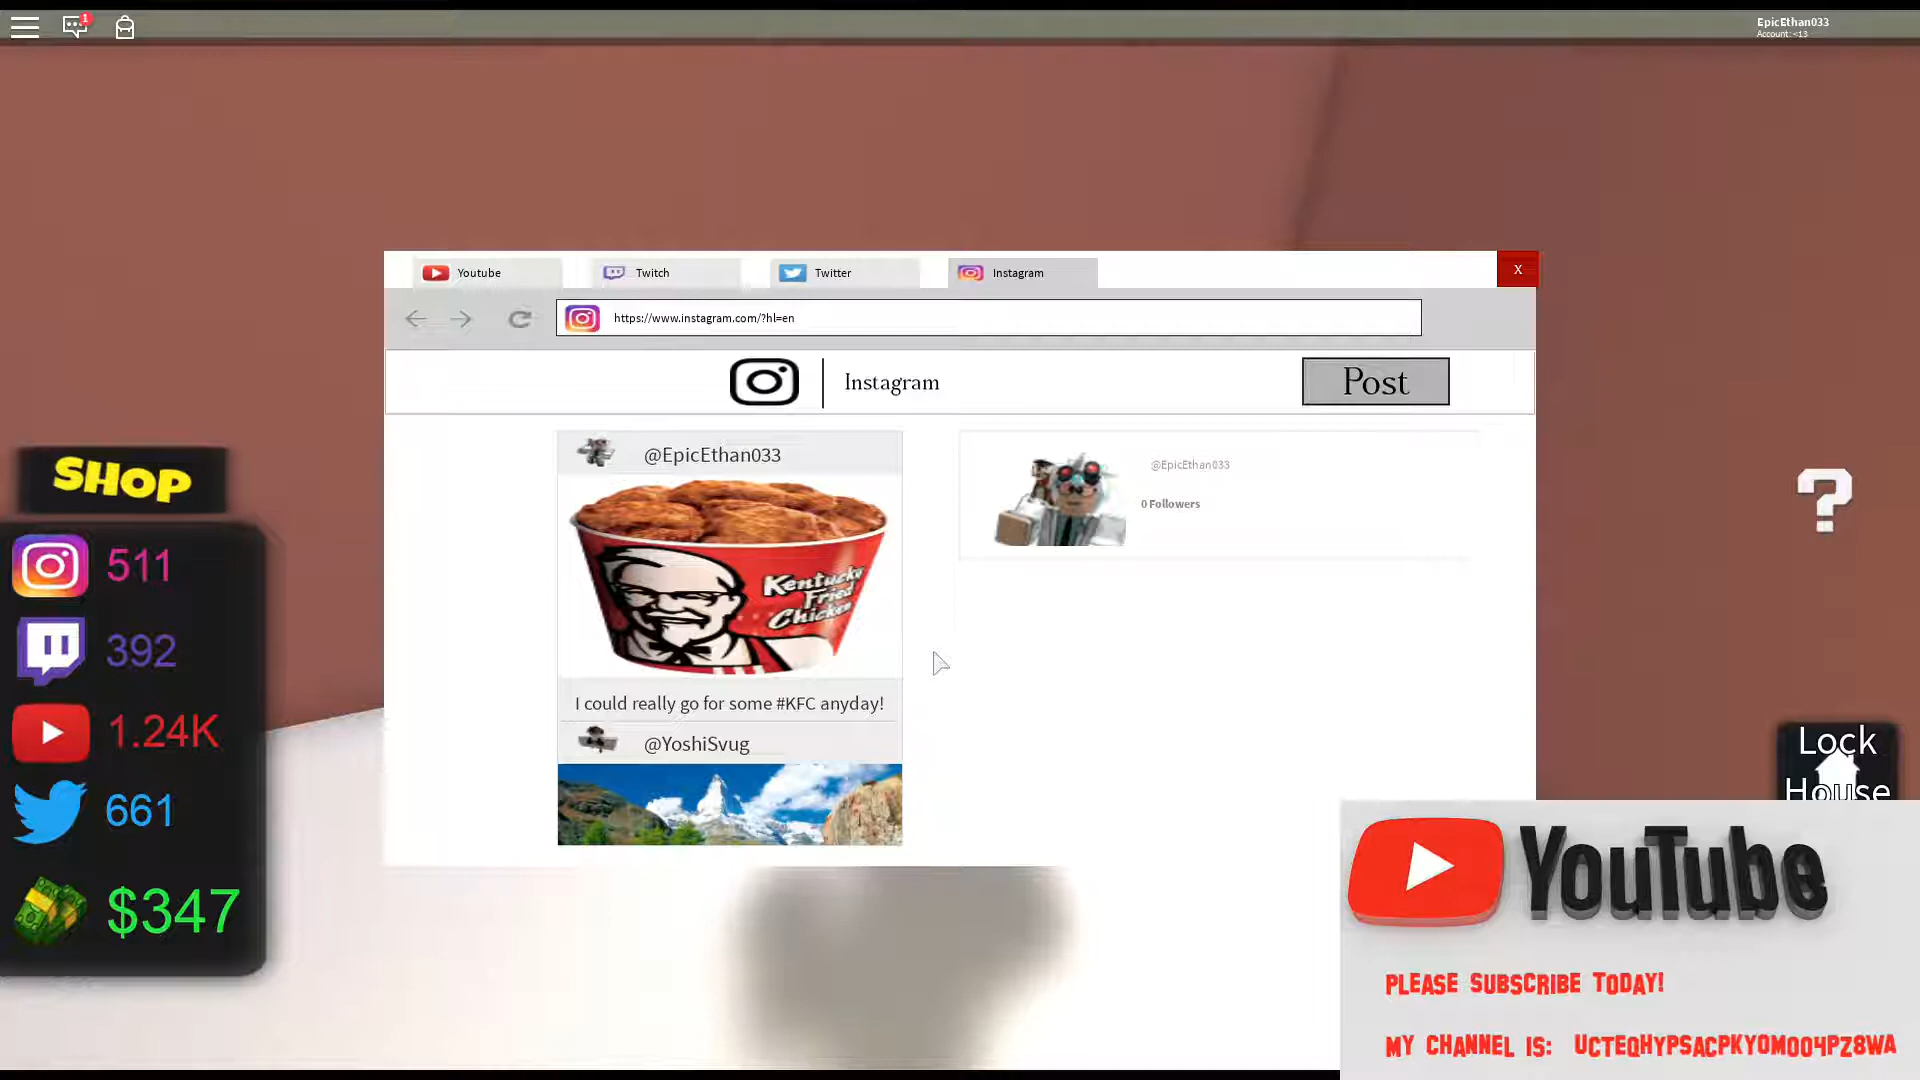 EpicEthan033
Account: <13
1
Youtube
Twitch
Twitter
Instagram
X
https://www.instagram.com/?hl=en
Instagram
Post
@EpicEthan033
Kentucky
Fried
Chicken
I could really go for some #KFC anyday!
@YoshiSvug
@EpicEthan033
0 Followers
SHOP
511
392
1.24K
661
$347
?
Lock
House
YouTube
PLEASE SUBSCRIBE TODAY!
MY CHANNEL IS: UCTEQHYPSACPKYOMOO4PZ8WA